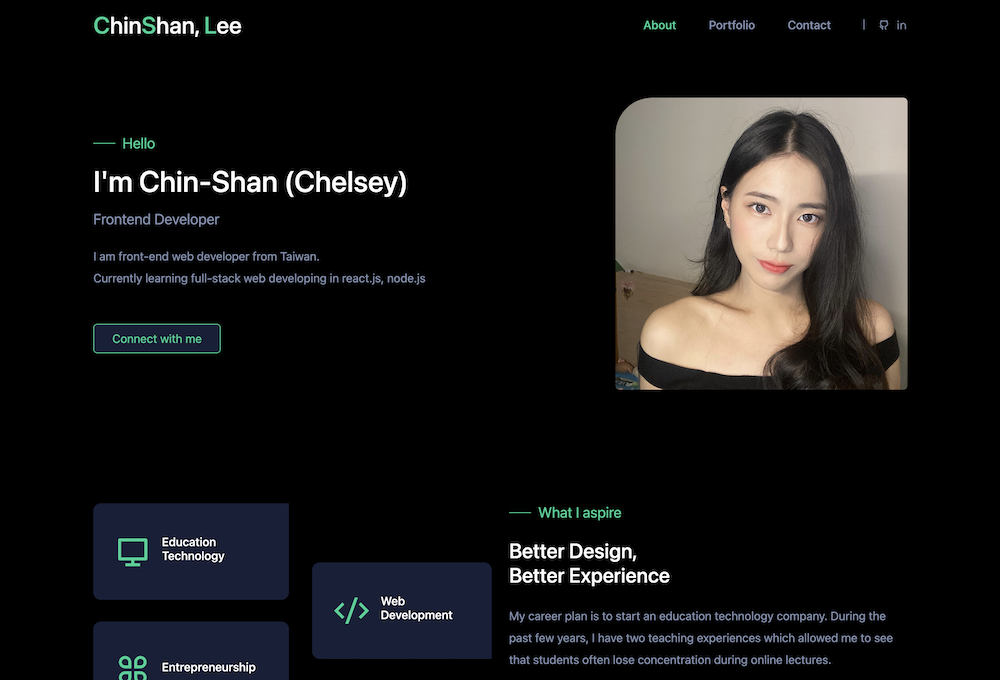 ChinShan, Lee
About
Portfolio
Contact
|
in
Hello
I'm Chin-Shan (Chelsey)
Frontend Developer
I am front-end web developer from Taiwan.
Currently learning full-stack web developing in react.js, node.js
Connect with me
Education
Technology
Web
Development
Entrepreneurship
What I aspire
Better Design,
Better Experience
My career plan is to start an education technology company. During the
past few years, I have two teaching experiences which allowed me to see
that students often lose concentration during online lectures.